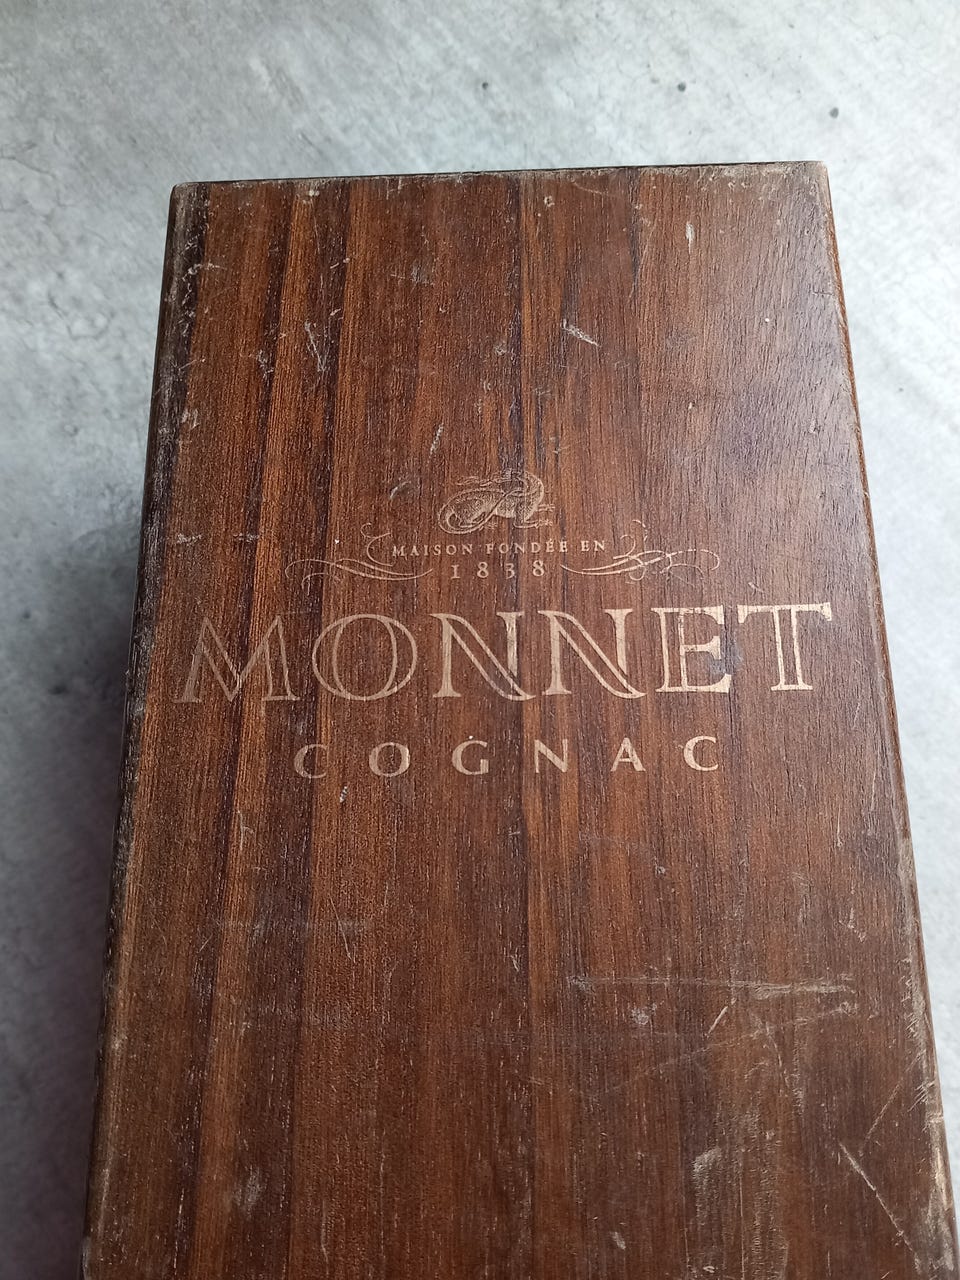 MAISON FONDÉE EN
1838
MONNET
COGNAC